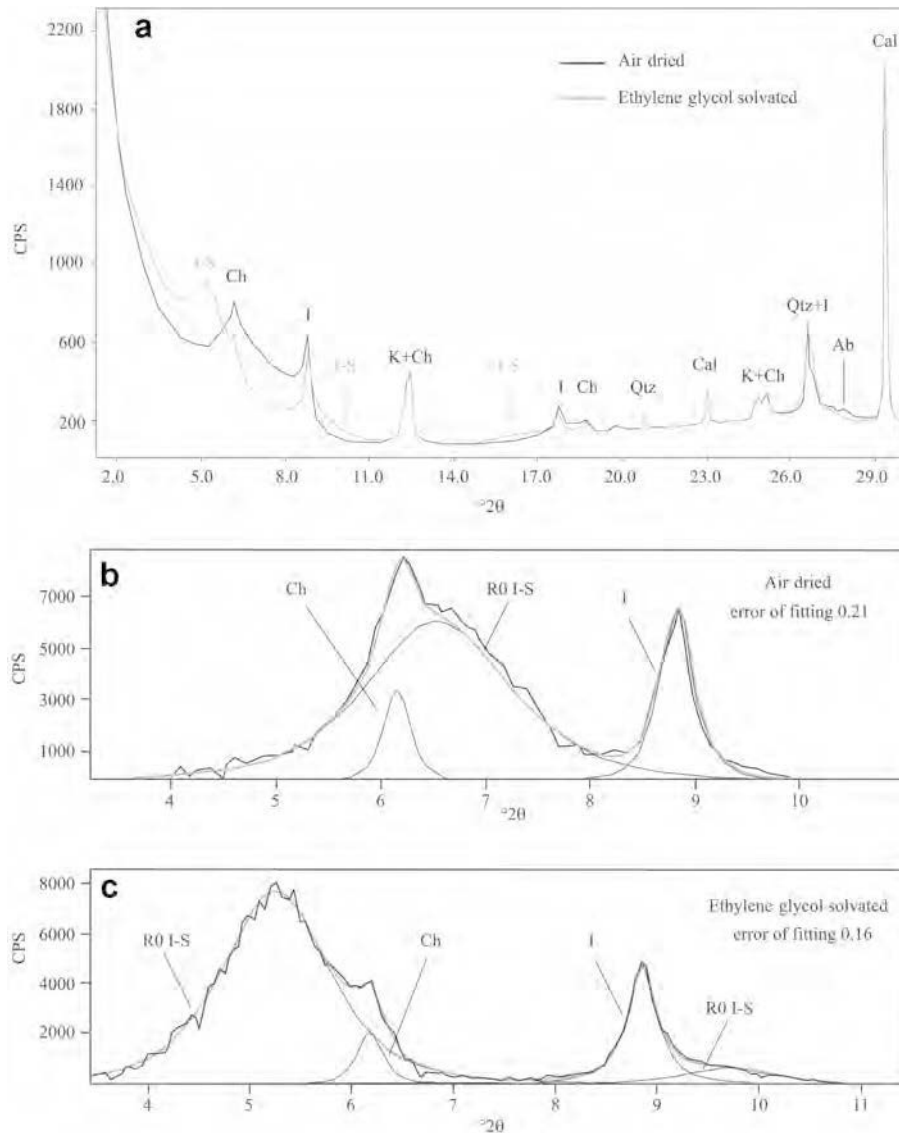 a
2200
1800
1400
1000
600
200
CPS
Air dried
Ethylene glycol solvated
Cal
I-S
Ch
I
I-S
K+Ch
I-S
I
Ch
Qtz
Cal
K+Ch
Qtz+I
Ab
2.0 5.0 8.0 11.0 14.0 17.0 20.0 23.0 26.0 29.0
°2θ
b
7000
5000
3000
1000
CPS
Ch
R0 I-S
I
Air dried
error of fitting 0.21
4 5 6 7 8 9 10
°2θ
c
8000
6000
4000
2000
CPS
R0 I-S
Ch
I
R0 I-S
Ethylene glycol solvated
error of fitting 0.16
4 5 6 7 8 9 10 11
°2θ